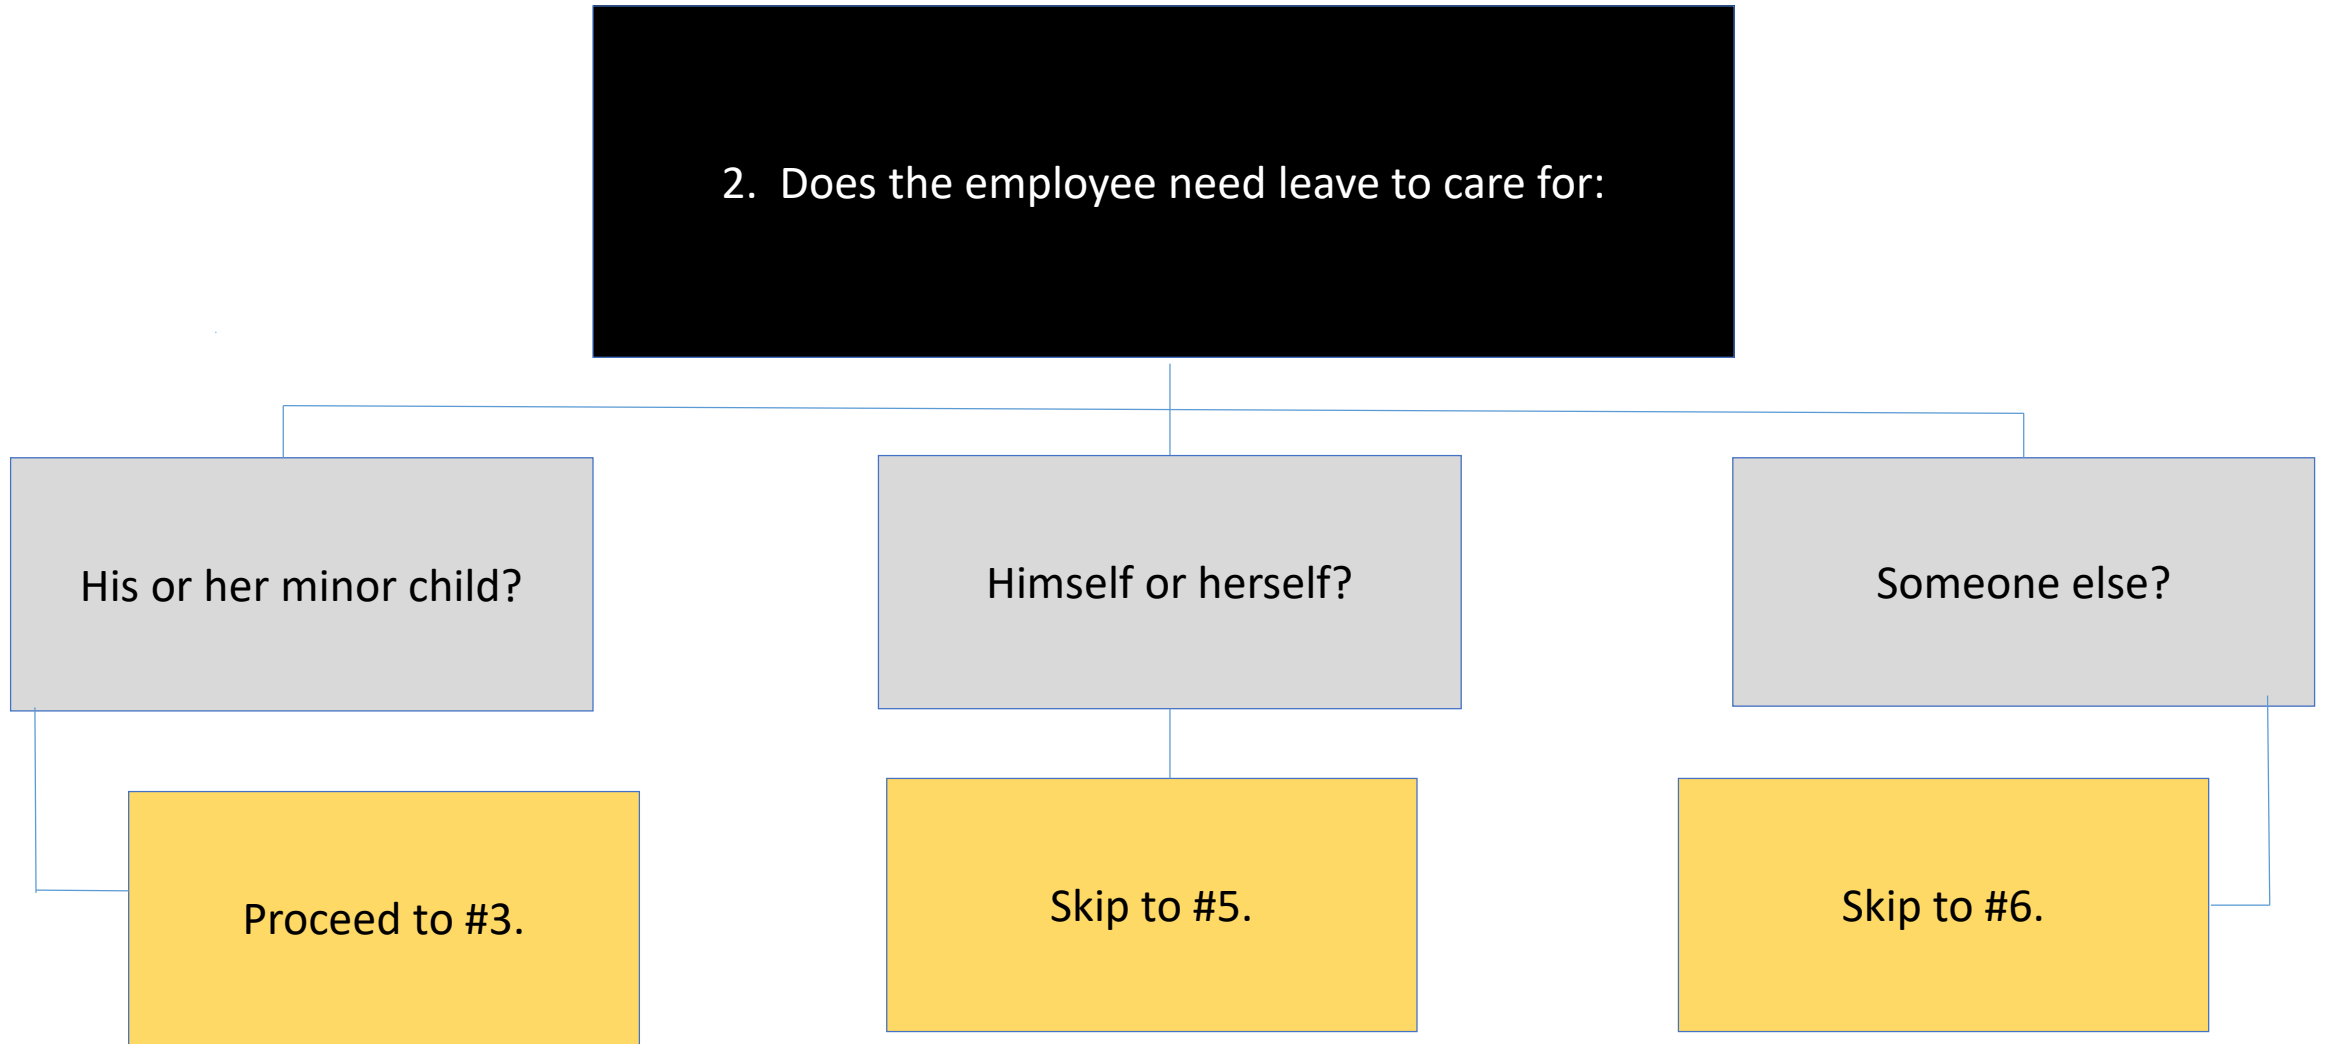 2. Does the employee need leave to care for:
His or her minor child?
Himself or herself?
Someone else?
Proceed to #3.
Skip to #5.
Skip to #6.